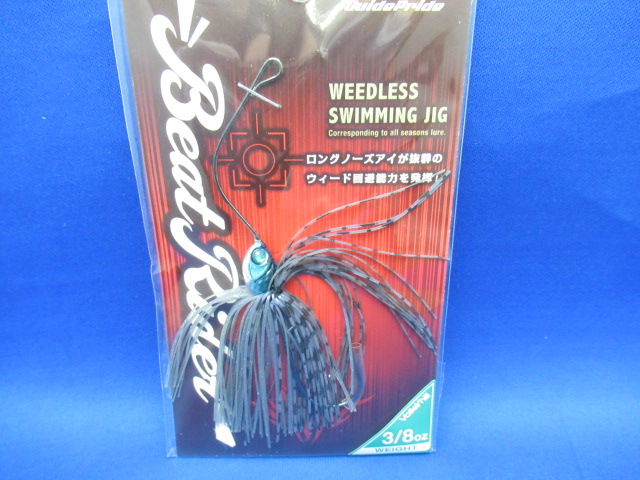 GuidePride
Beat Rider
WEEDLESS
SWIMMING JIG
Corresponding to all seasons lure.
ロングノーズアイが抜群の
ウィード回避能力を発揮!
3/8oz
WEIGHT